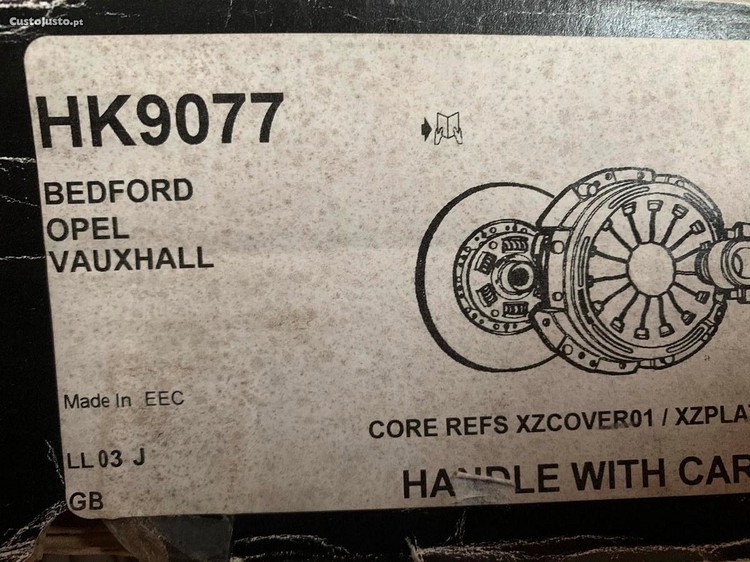 CustoJusto.pt
HK9077
BEDFORD
OPEL
VAUXHALL
Made In EEC
CORE REFS XZCOVER01 / XZPLA
LL 03 J
HANDLE WITH CAR
GB